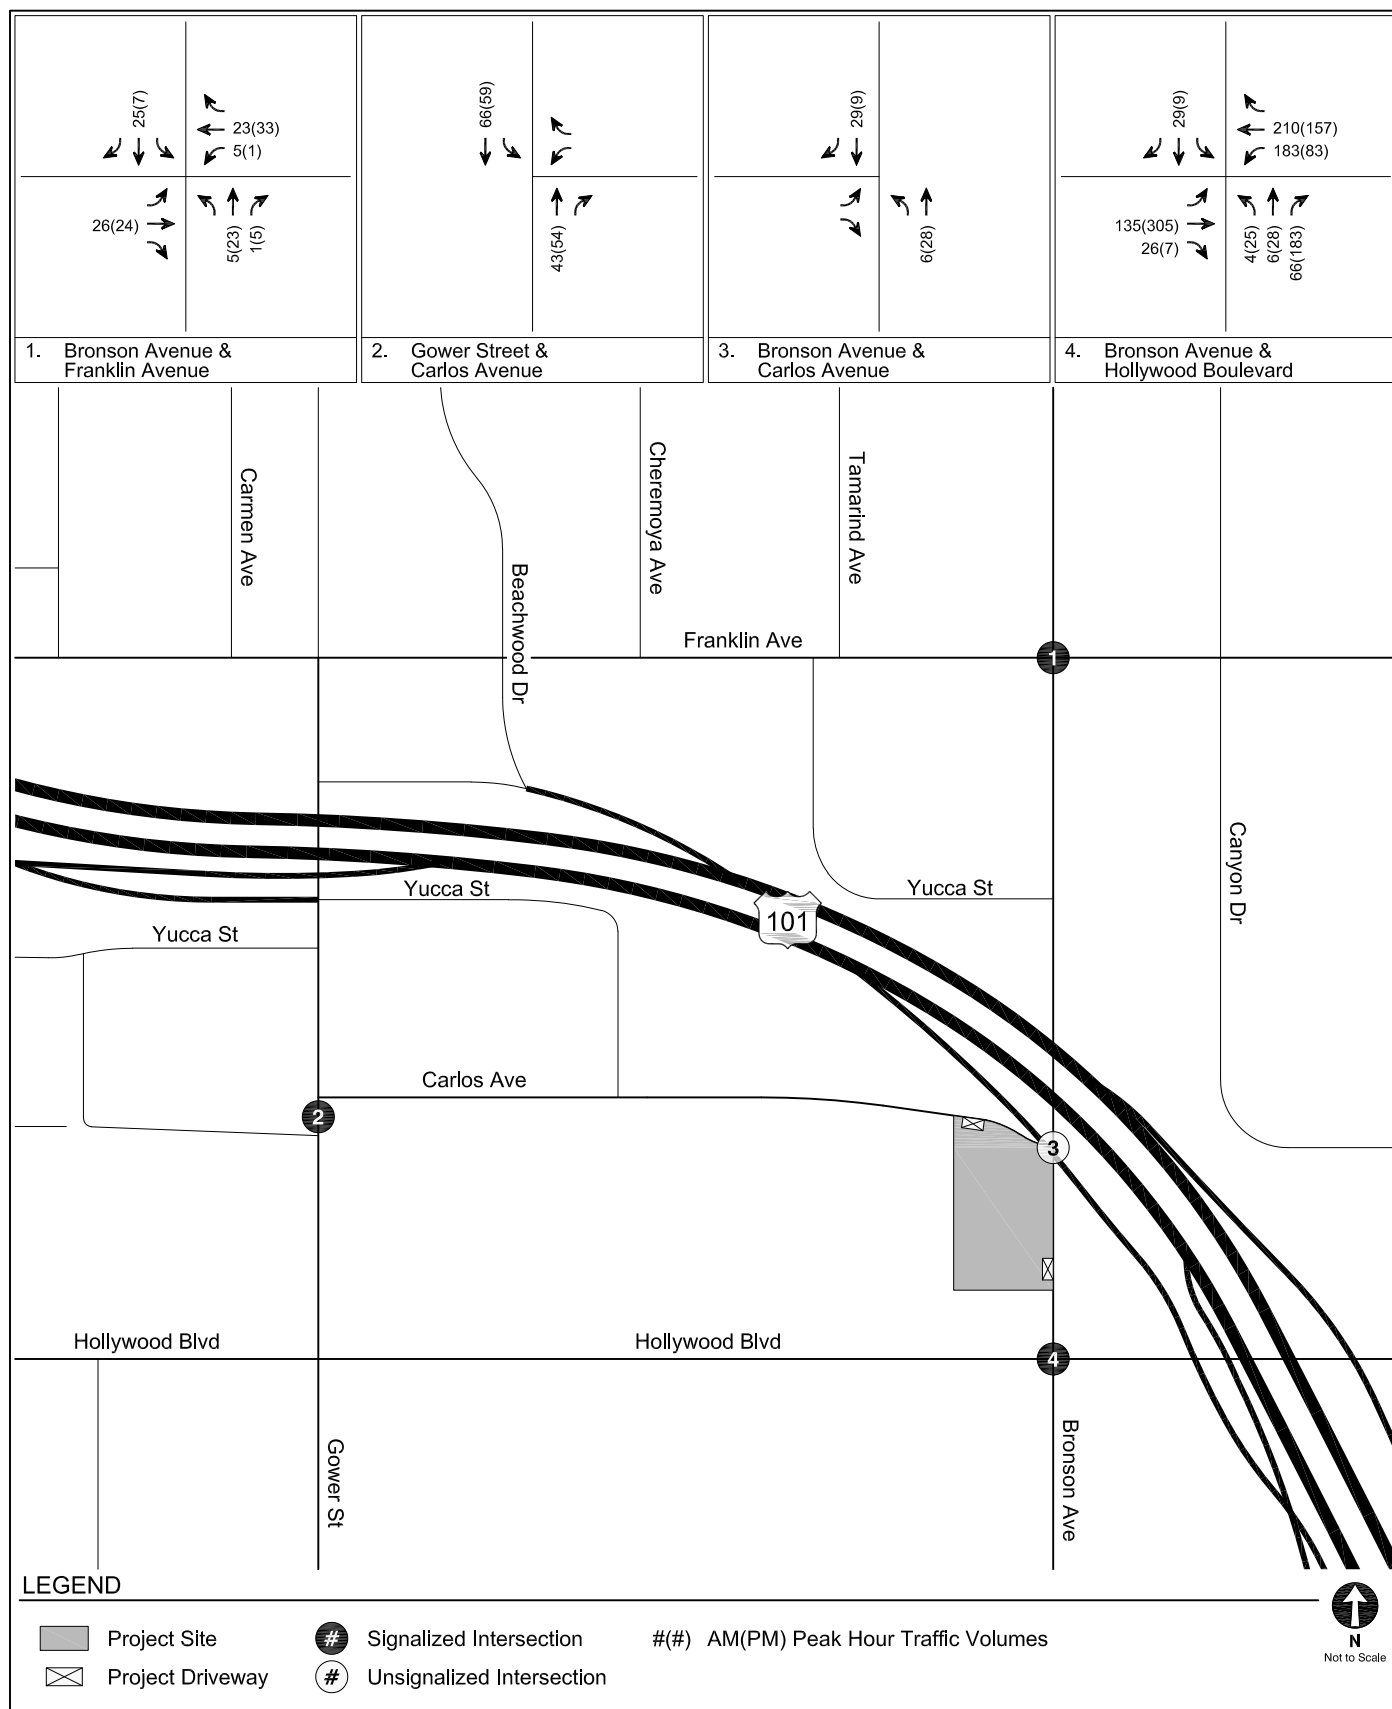 25(7)
23(33)
5(1)
26(24)
5(23)
1(5)
1. Bronson Avenue &
Franklin Avenue
66(59)
43(54)
2. Gower Street &
Carlos Avenue
29(9)
6(28)
3. Bronson Avenue &
Carlos Avenue
29(9)
210(157)
183(83)
135(305)
26(7)
4(25)
6(28)
66(183)
4. Bronson Avenue &
Hollywood Boulevard
Carmen Ave
Beachwood Dr
Cheremoya Ave
Tamarind Ave
Franklin Ave
1
Canyon Dr
Yucca St
Yucca St
101
Yucca St
Carlos Ave
2
3
Hollywood Blvd
Hollywood Blvd
4
Gower St
Bronson Ave
LEGEND
Project Site
# Signalized Intersection
#(#) AM(PM) Peak Hour Traffic Volumes
Project Driveway
# Unsignalized Intersection
N
Not to Scale